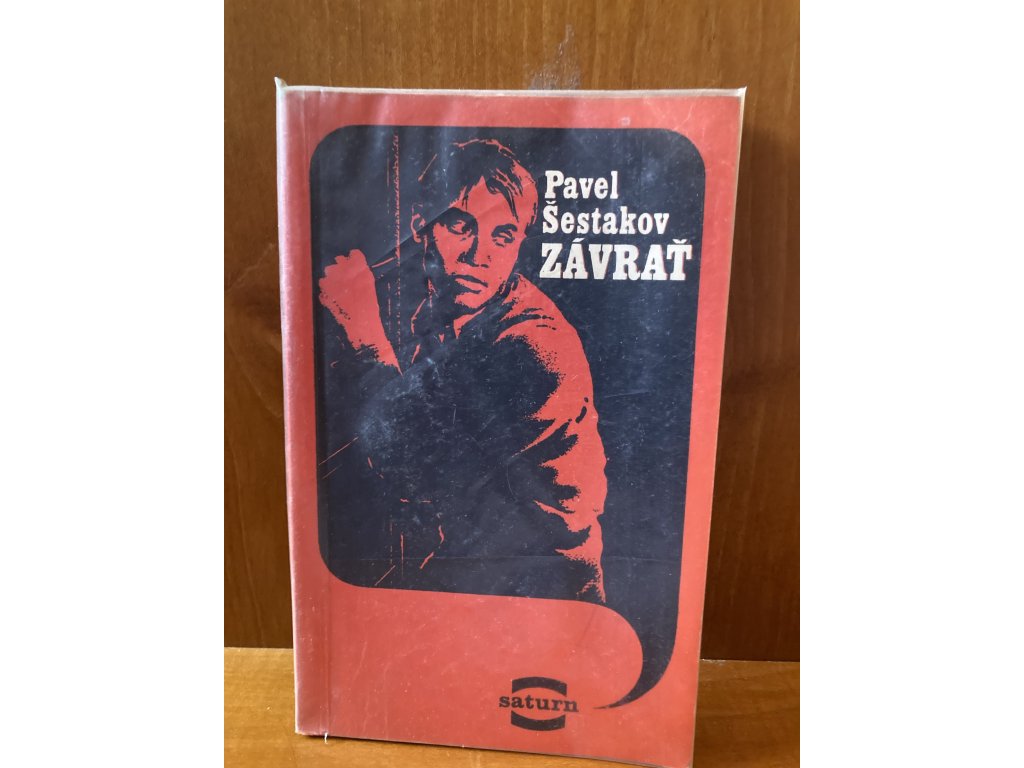 Pavel
Šestakov
ZÁVRAŤ
saturn